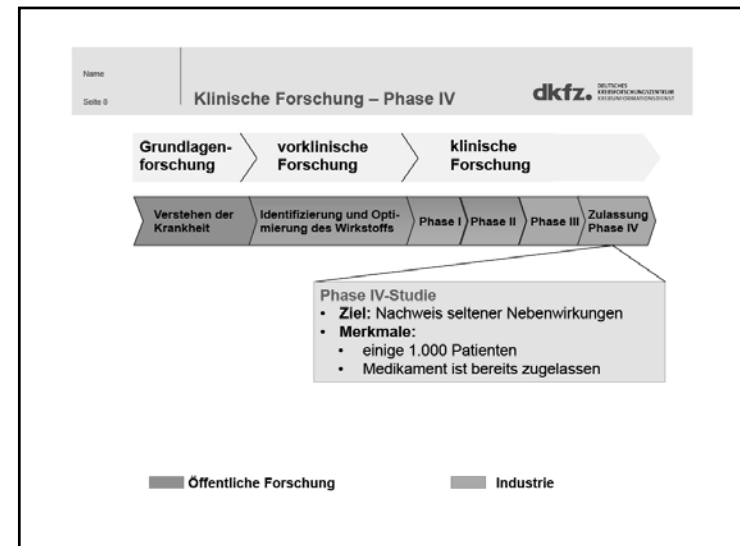 Name
Seite 8
Klinische Forschung – Phase IV
dkfz.
DEUTSCHES
KREBSFORSCHUNGSZENTRUM
KREBSINFORMATIONSDIENST
Grundlagen-
forschung
vorklinische
Forschung
klinische
Forschung
Verstehen der
Krankheit
Identifizierung und Opti-
mierung des Wirkstoffs
Phase I
Phase II
Phase III
Zulassung
Phase IV
Phase IV-Studie
• Ziel: Nachweis seltener Nebenwirkungen
• Merkmale:
• einige 1.000 Patienten
• Medikament ist bereits zugelassen
Öffentliche Forschung
Industrie